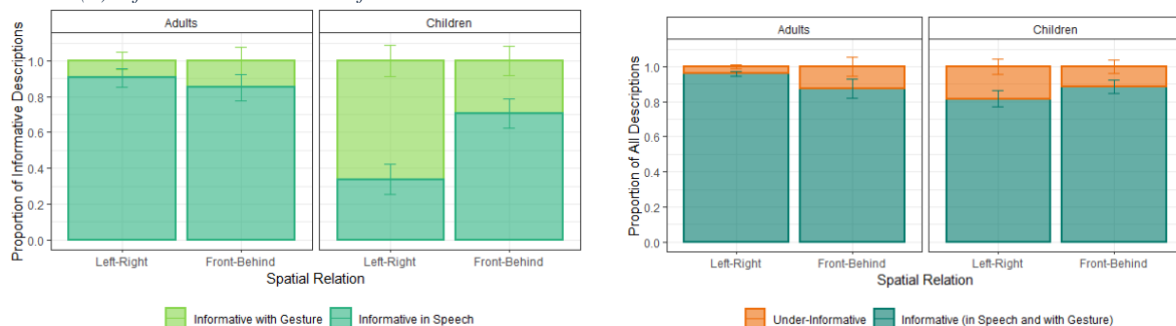 Adults
Children
Proportion of Informative Descriptions
1.0
0.8
0.6
0.4
0.2
0.0
Left-Right
Front-Behind
Left-Right
Front-Behind
Spatial Relation
Informative with Gesture
Informative in Speech
Adults
Children
Proportion of All Descriptions
1.0
0.8
0.6
0.4
0.2
0.0
Left-Right
Front-Behind
Left-Right
Front-Behind
Spatial Relation
Under-Informative
Informative (in Speech and with Gesture)